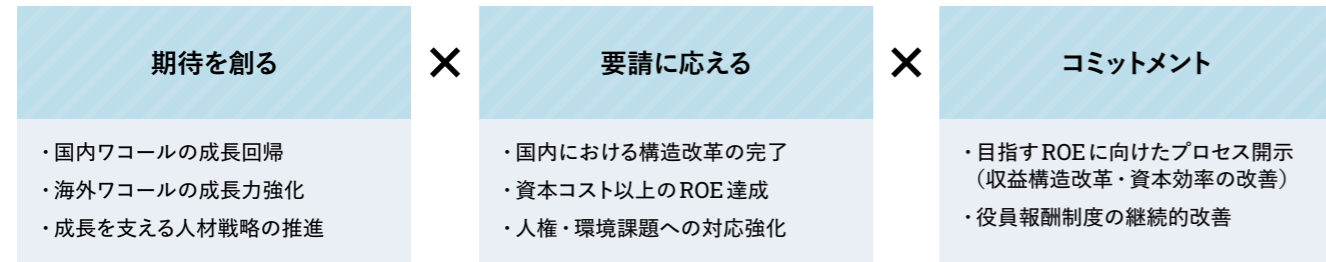 期待を創る
・国内ワコールの成長回帰
・海外ワコールの成長力強化
・成長を支える人材戦略の推進
×
要請に応える
・国内における構造改革の完了
・資本コスト以上のROE達成
・人権・環境課題への対応強化
×
コミットメント
・目指すROEに向けたプロセス開示
（収益構造改革・資本効率の改善）
・役員報酬制度の継続的改善